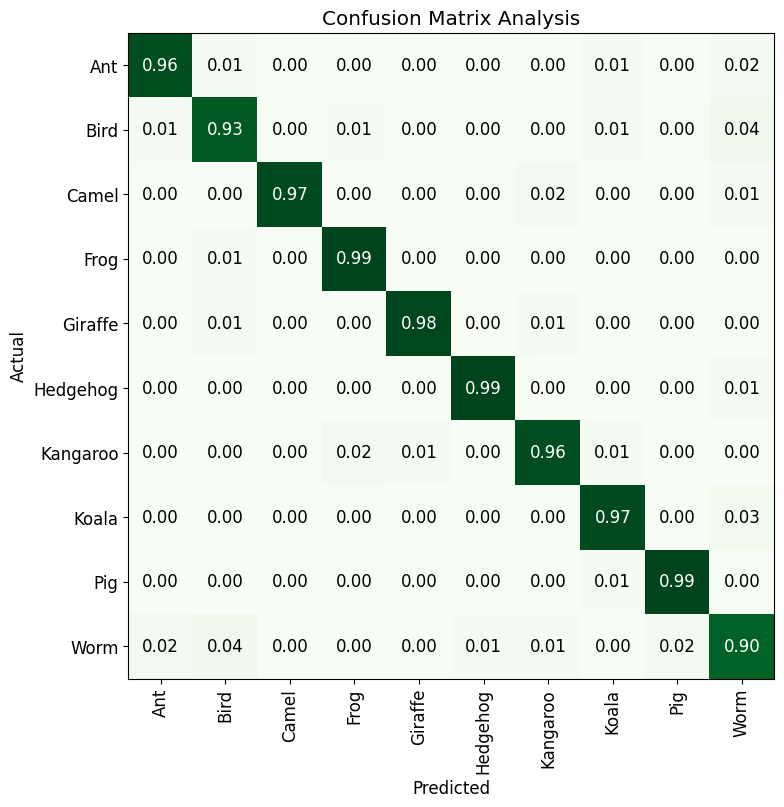 Confusion Matrix Analysis
Ant 0.96 0.01 0.00 0.00 0.00 0.00 0.00 0.01 0.00 0.02
Bird 0.01 0.93 0.00 0.01 0.00 0.00 0.00 0.01 0.00 0.04
Camel 0.00 0.00 0.97 0.00 0.00 0.00 0.02 0.00 0.00 0.01
Frog 0.00 0.01 0.00 0.99 0.00 0.00 0.00 0.00 0.00 0.00
Giraffe 0.00 0.01 0.00 0.00 0.98 0.00 0.01 0.00 0.00 0.00
Hedgehog 0.00 0.00 0.00 0.00 0.00 0.99 0.00 0.00 0.00 0.01
Kangaroo 0.00 0.00 0.00 0.02 0.01 0.00 0.96 0.01 0.00 0.00
Koala 0.00 0.00 0.00 0.00 0.00 0.00 0.00 0.97 0.00 0.03
Pig 0.00 0.00 0.00 0.00 0.00 0.00 0.00 0.01 0.99 0.00
Worm 0.02 0.04 0.00 0.00 0.00 0.01 0.01 0.00 0.02 0.90
Actual
Ant Bird Camel Frog Giraffe Hedgehog Kangaroo Koala Pig Worm
Predicted